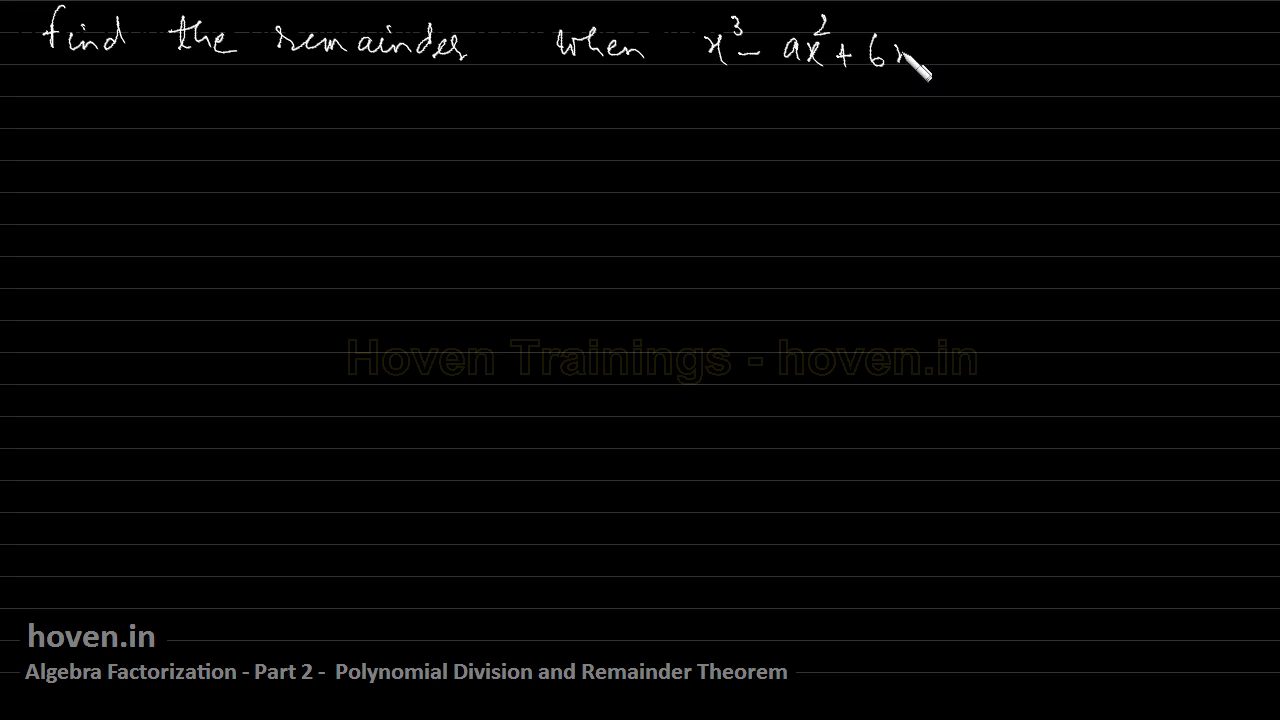 find the remainder when x³ - ax² + 6x
Hoven Trainings - hoven.in
hoven.in
Algebra Factorization - Part 2 - Polynomial Division and Remainder Theorem